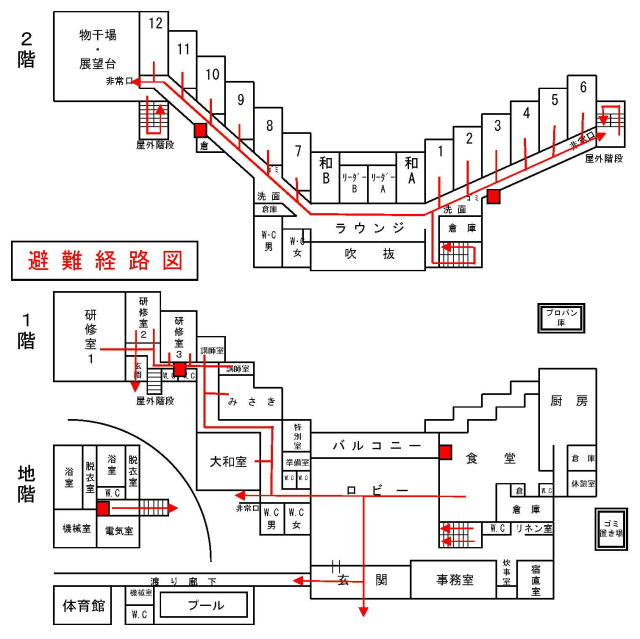 2階
物干場
・
展望台
12
11
10
9
8
7
非常口
屋外階段
倉
ゴミ
洗面
倉庫
W・C
男
W・C
女
和
B
リーダー
B
リーダー
A
和
A
ラウンジ
吹抜
1
2
3
4
5
6
非常口
屋外階段
ゴミ
洗面
倉庫
避難経路図
1階
研修室1
研修室2
研修室3
講師室
講師室
玄関
W.C
W.C
屋外階段
みさき
大和室
特別室
準備室
W.C
W.C
非常口
W.C
男
W.C
女
バルコニー
ロビー
食堂
厨房
プロパン
庫
倉庫
休憩室
倉
W.C
倉庫
W.C
リネン室
ゴミ
置き場
玄関
事務室
炊事室
宿直室
地階
浴室
脱衣室
浴室
脱衣室
W.C
機械室
電気室
渡り廊下
体育館
機械室
W.C
プール